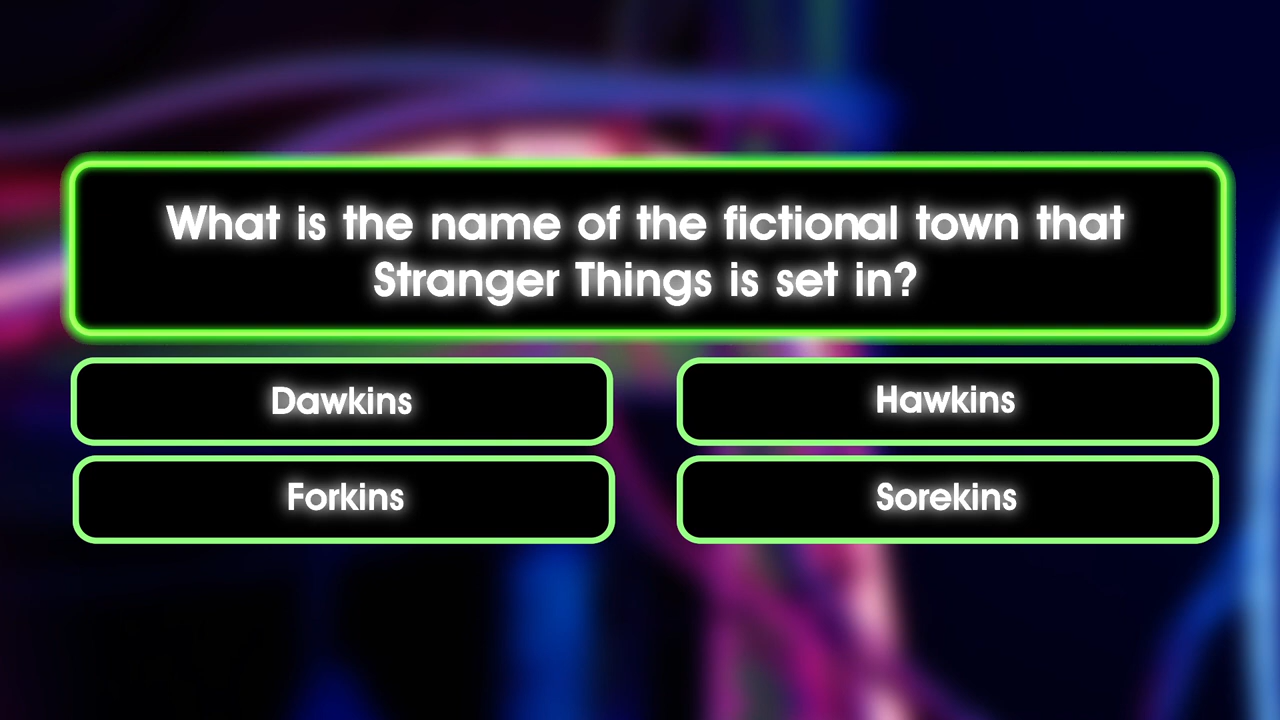 What is the name of the fictional town that
Stranger Things is set in?
Dawkins
Hawkins
Forkins
Sorekins